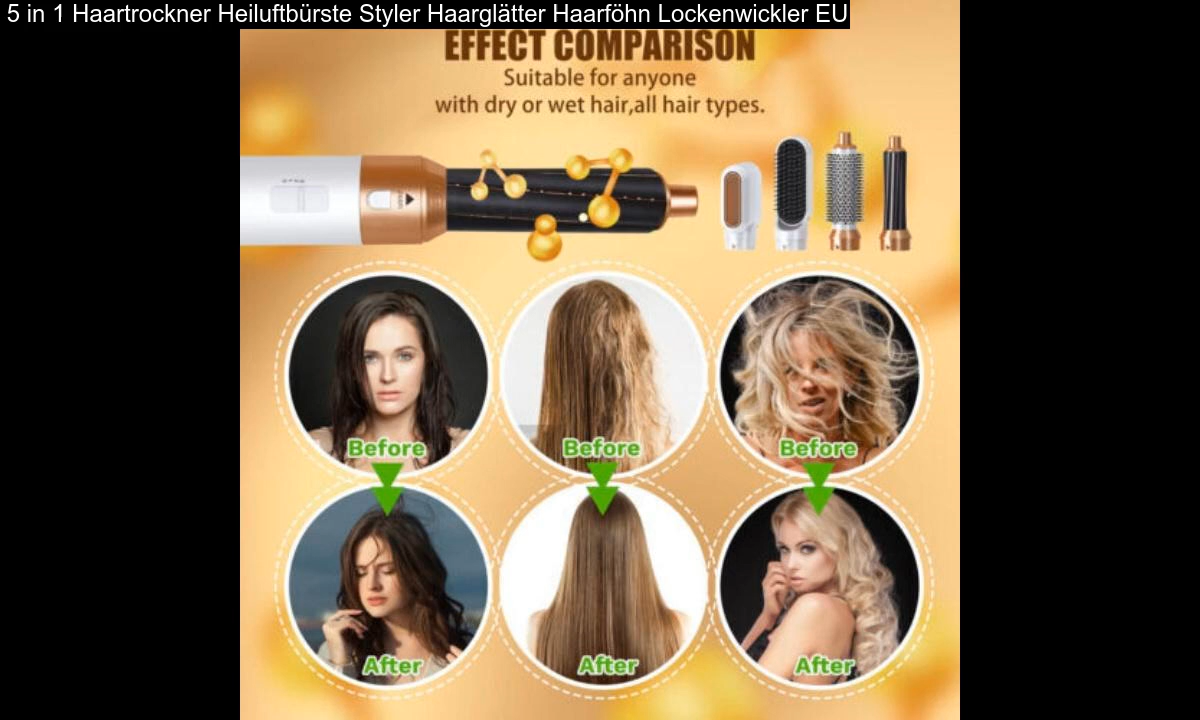 5 in 1 Haartrockner Heiluftbürste Styler Haarglätter Haarföhn Lockenwickler EU
EFFECT COMPARISON
Suitable for anyone
with dry or wet hair,all hair types.
Before
Before
Before
After
After
After